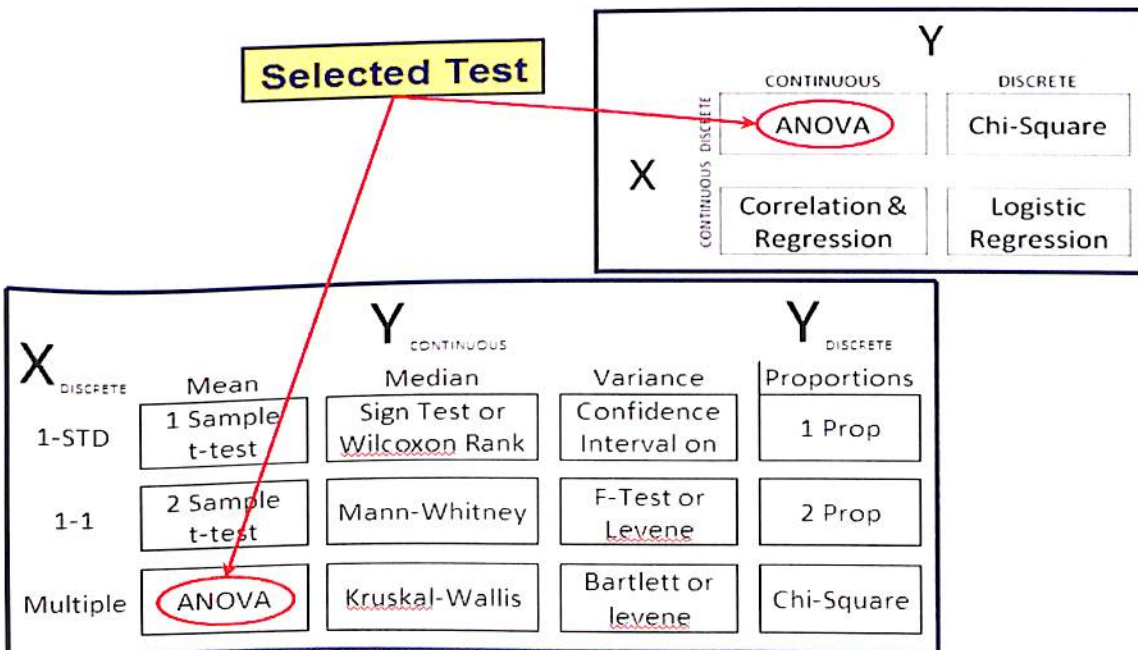 Selected Test
Y
CONTINUOUS DISCRETE
X
DISCRETE
ANOVA Chi-Square
CONTINUOUS
Correlation & Regression
Logistic Regression
X DISCRETE
Y CONTINUOUS
Y DISCRETE
Mean Median Variance Proportions
1-STD
1 Sample t-test
Sign Test or Wilcoxon Rank
Confidence Interval on
1 Prop
1-1
2 Sample t-test
Mann-Whitney
F-Test or Levene
2 Prop
Multiple
ANOVA
Kruskal-Wallis
Bartlett or levene
Chi-Square